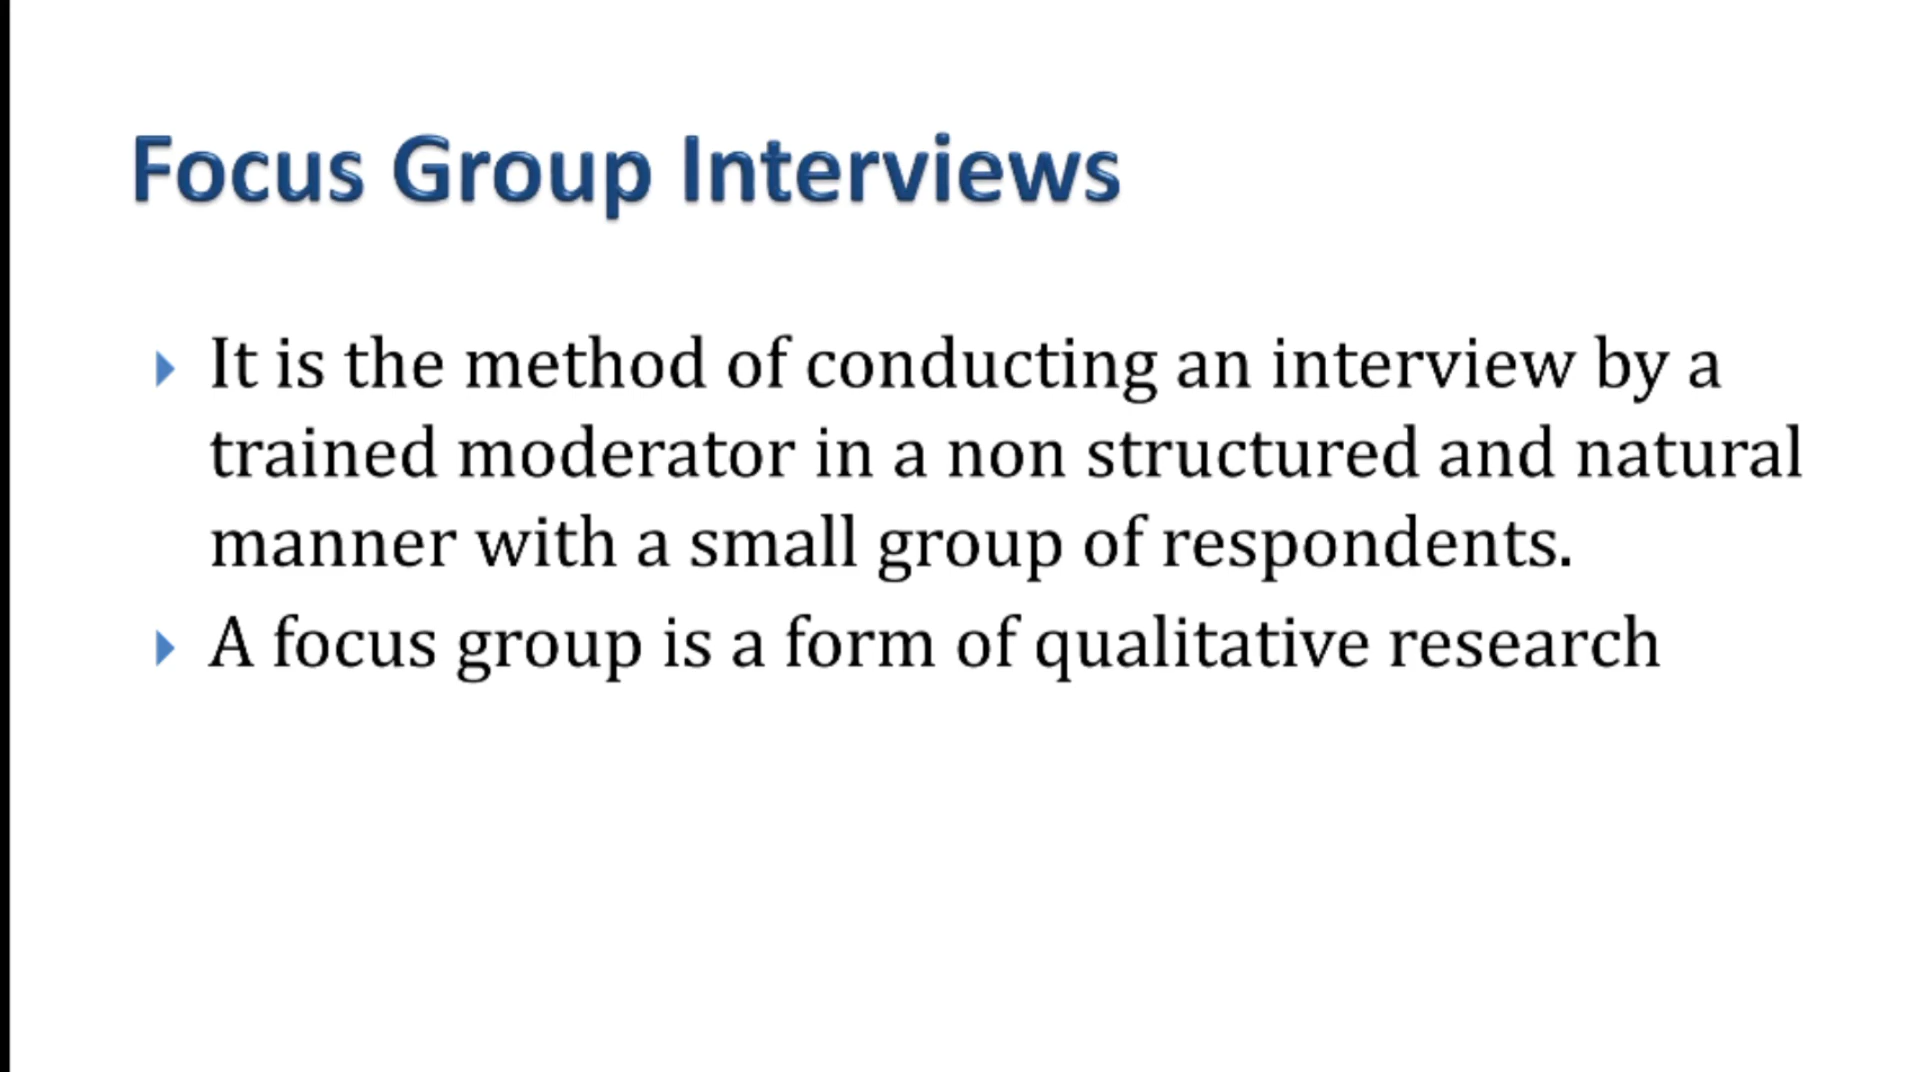 Focus Group Interviews
It is the method of conducting an interview by a
trained moderator in a non structured and natural
manner with a small group of respondents.
A focus group is a form of qualitative research